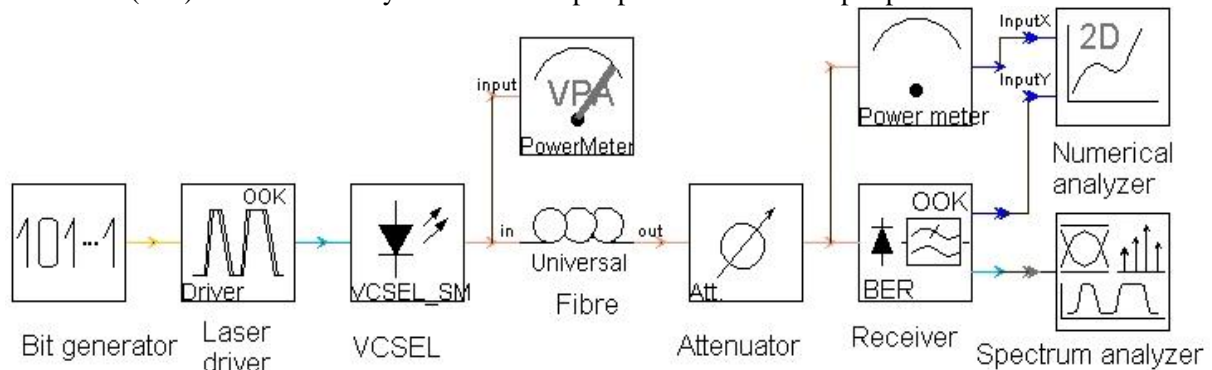 InputX
2D
input
VPA
InputY
PowerMeter
Power meter
Numerical
analyzer
101...1
OOK
OOK
in
out
Universal
Driver
VCSEL_SM
Att.
BER
Fibre
Bit generator
Laser
driver
VCSEL
Attenuator
Receiver
Spectrum analyzer